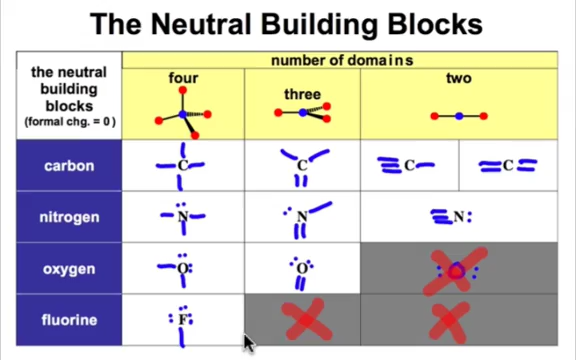 The Neutral Building Blocks
the neutral
building
blocks
(formal chg. = 0)
number of domains
four
three
two
carbon
C
C
C
C
nitrogen
N
N
N
oxygen
O
O
fluorine
F